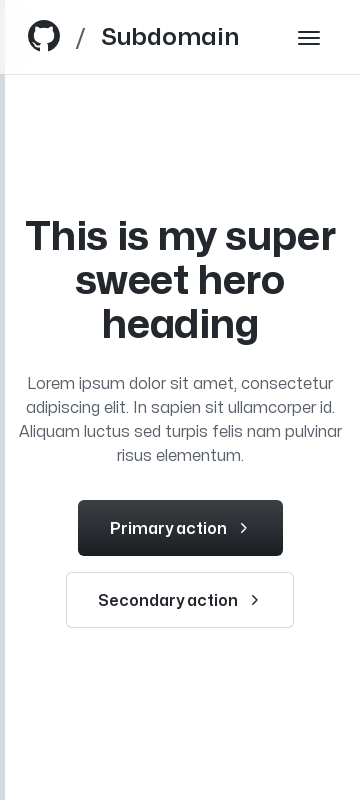 / Subdomain
This is my super
sweet hero
heading
Lorem ipsum dolor sit amet, consectetur
adipiscing elit. In sapien sit ullamcorper id.
Aliquam luctus sed turpis felis nam pulvinar
risus elementum.
Primary action
Secondary action